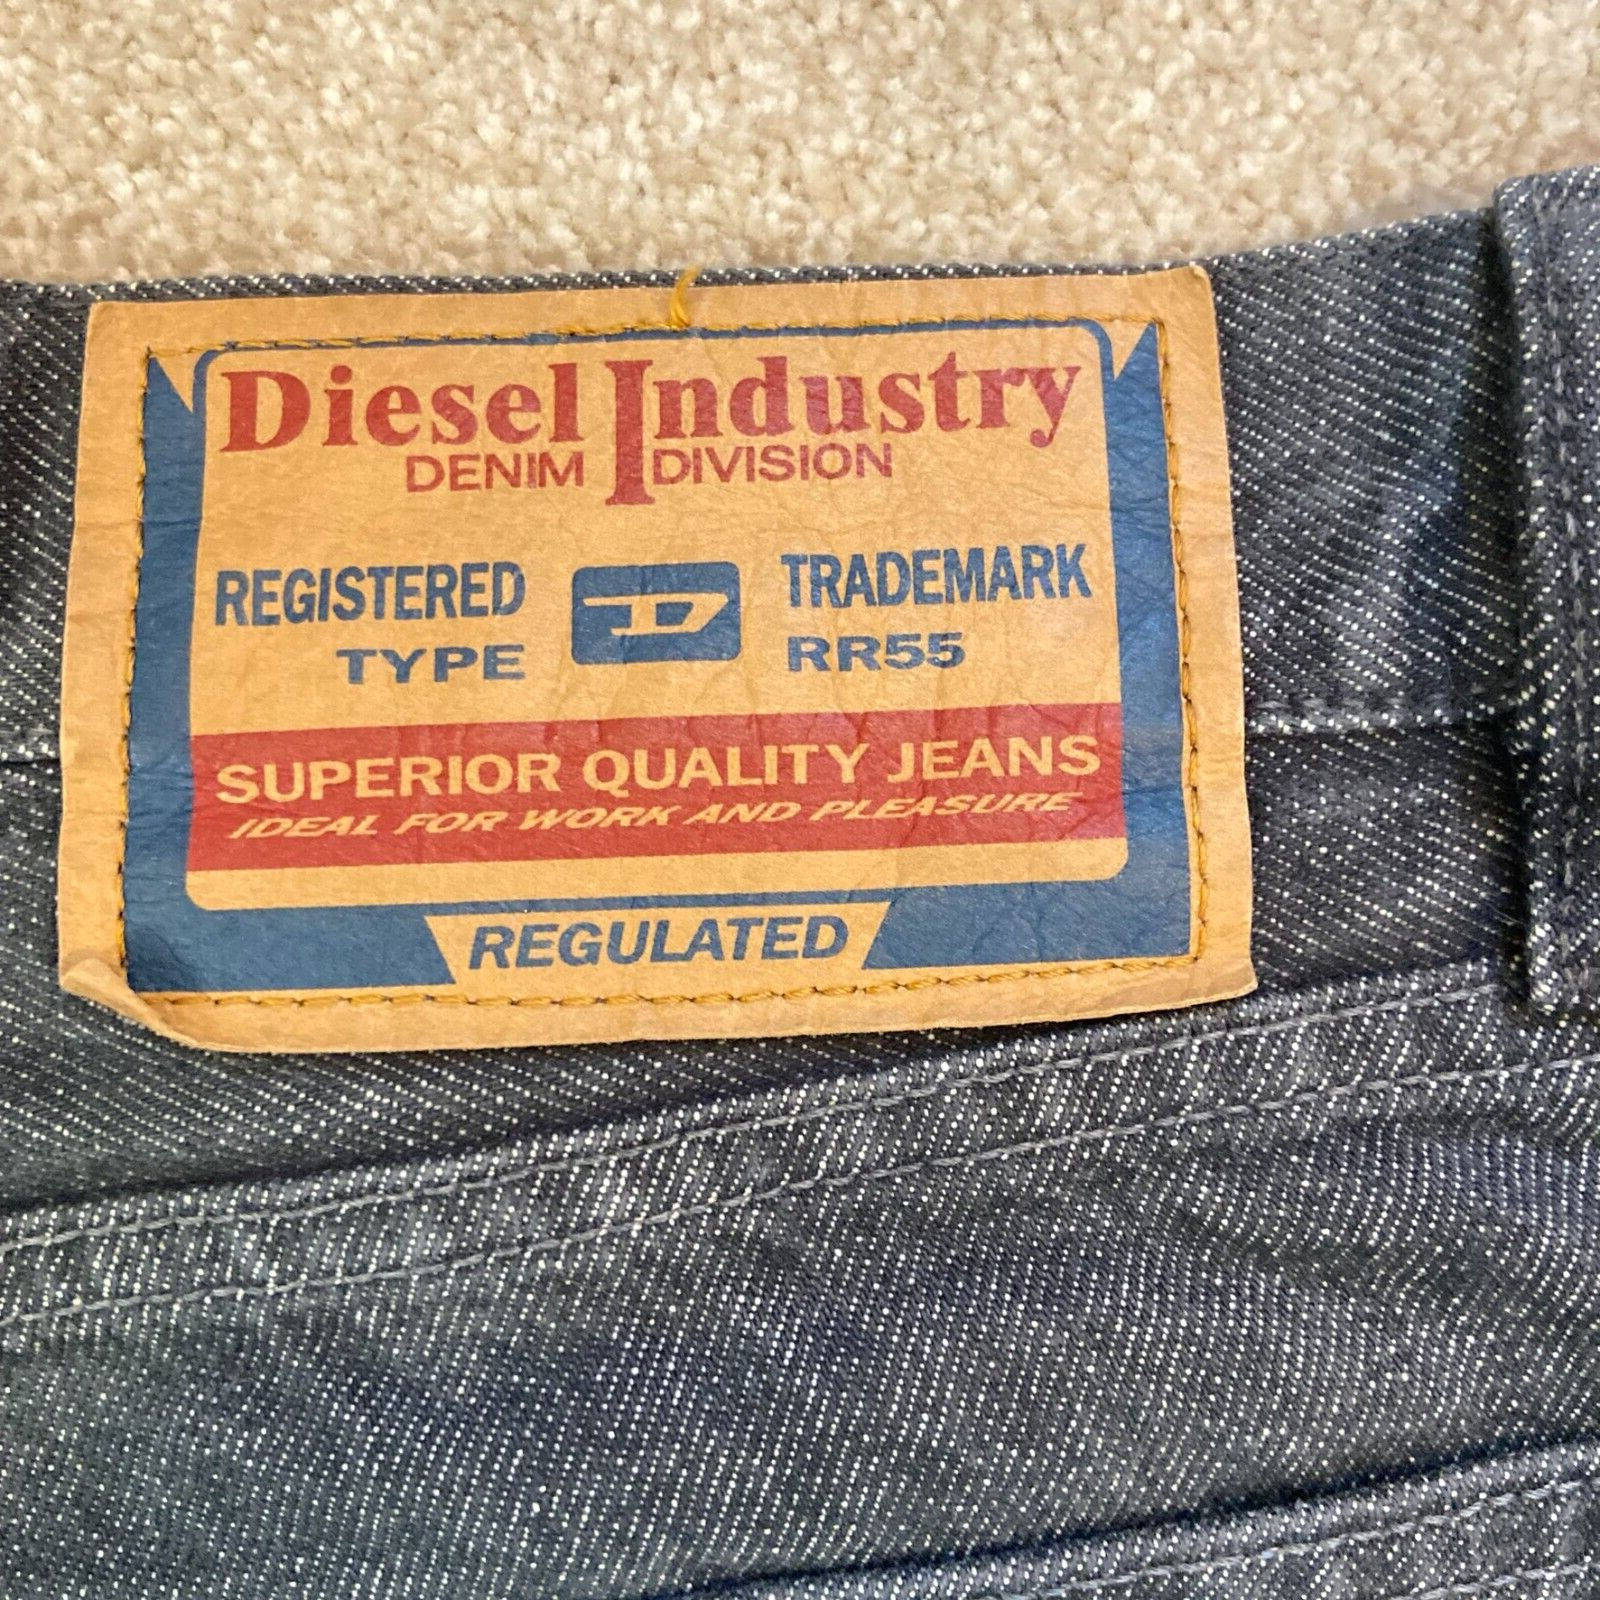 Diesel Industry
DENIM DIVISION
REGISTERED D TRADEMARK
TYPE RR55
SUPERIOR QUALITY JEANS
IDEAL FOR WORK AND PLEASURE
REGULATED